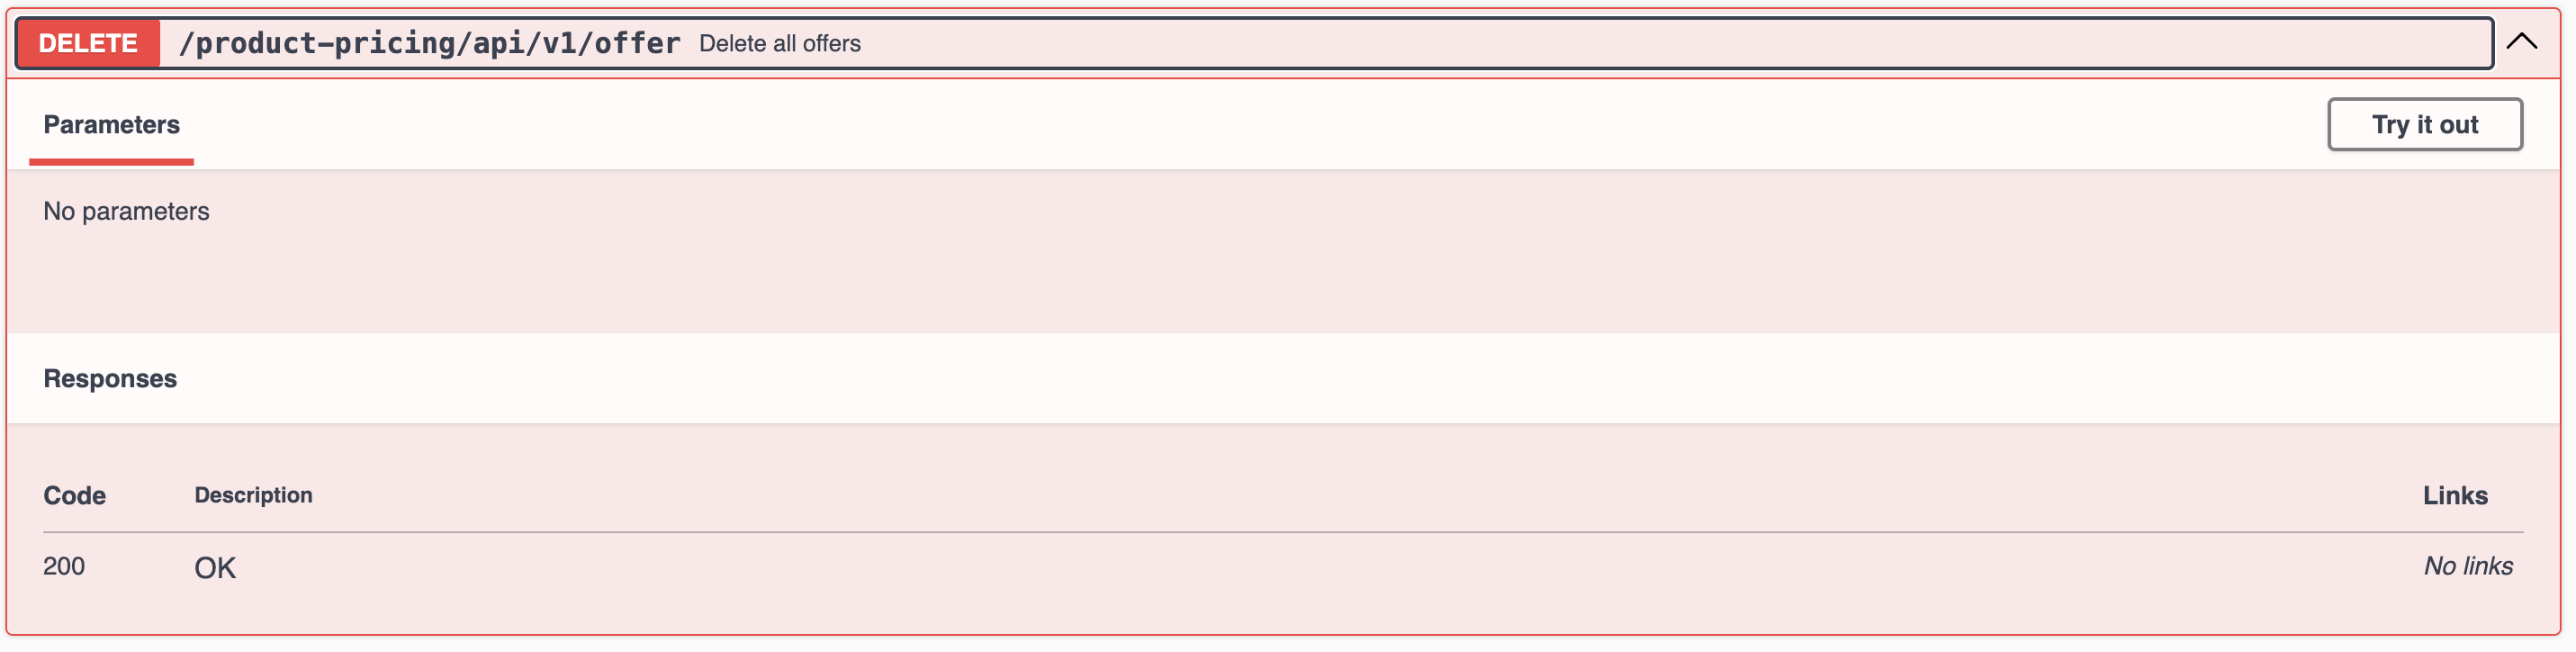 DELETE /product-pricing/api/v1/offer Delete all offers
Parameters Try it out
No parameters
Responses
Code Description Links
200 OK No links